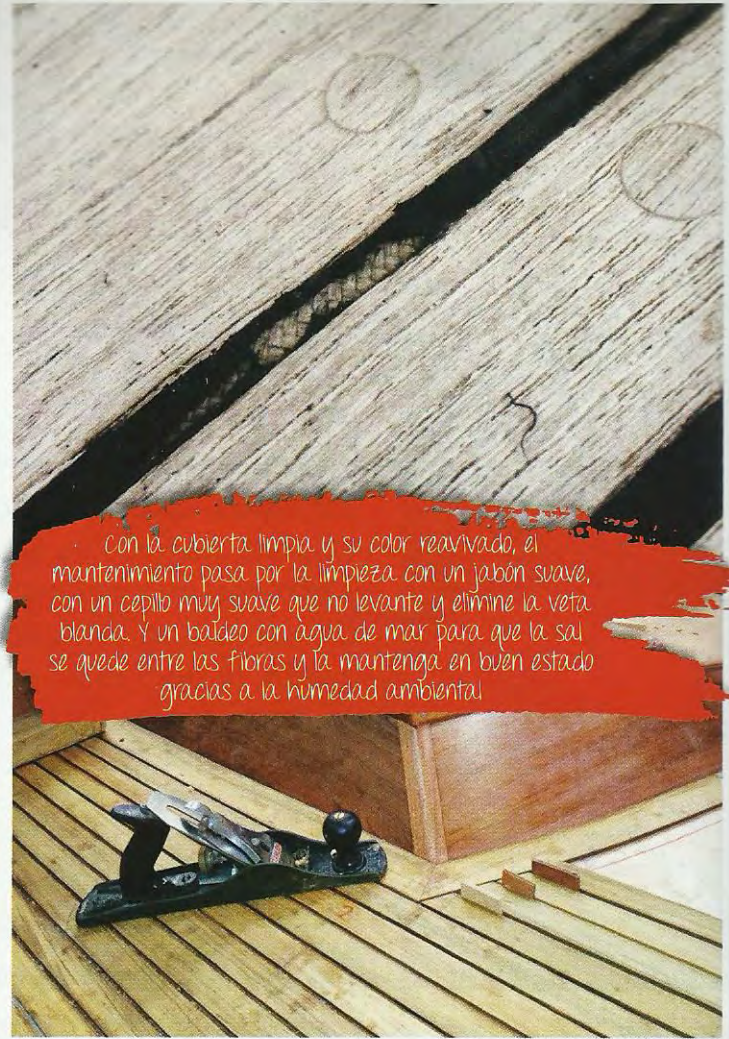 Con la cubierta limpia y su color reavivado, el
mantenimiento pasa por la limpieza con un jabón suave,
con un cepillo muy suave que no levante y elimine la veta
blanda. Y un baldeo con agua de mar para que la sal
se quede entre las fibras y la mantenga en buen estado
gracias a la humedad ambiental